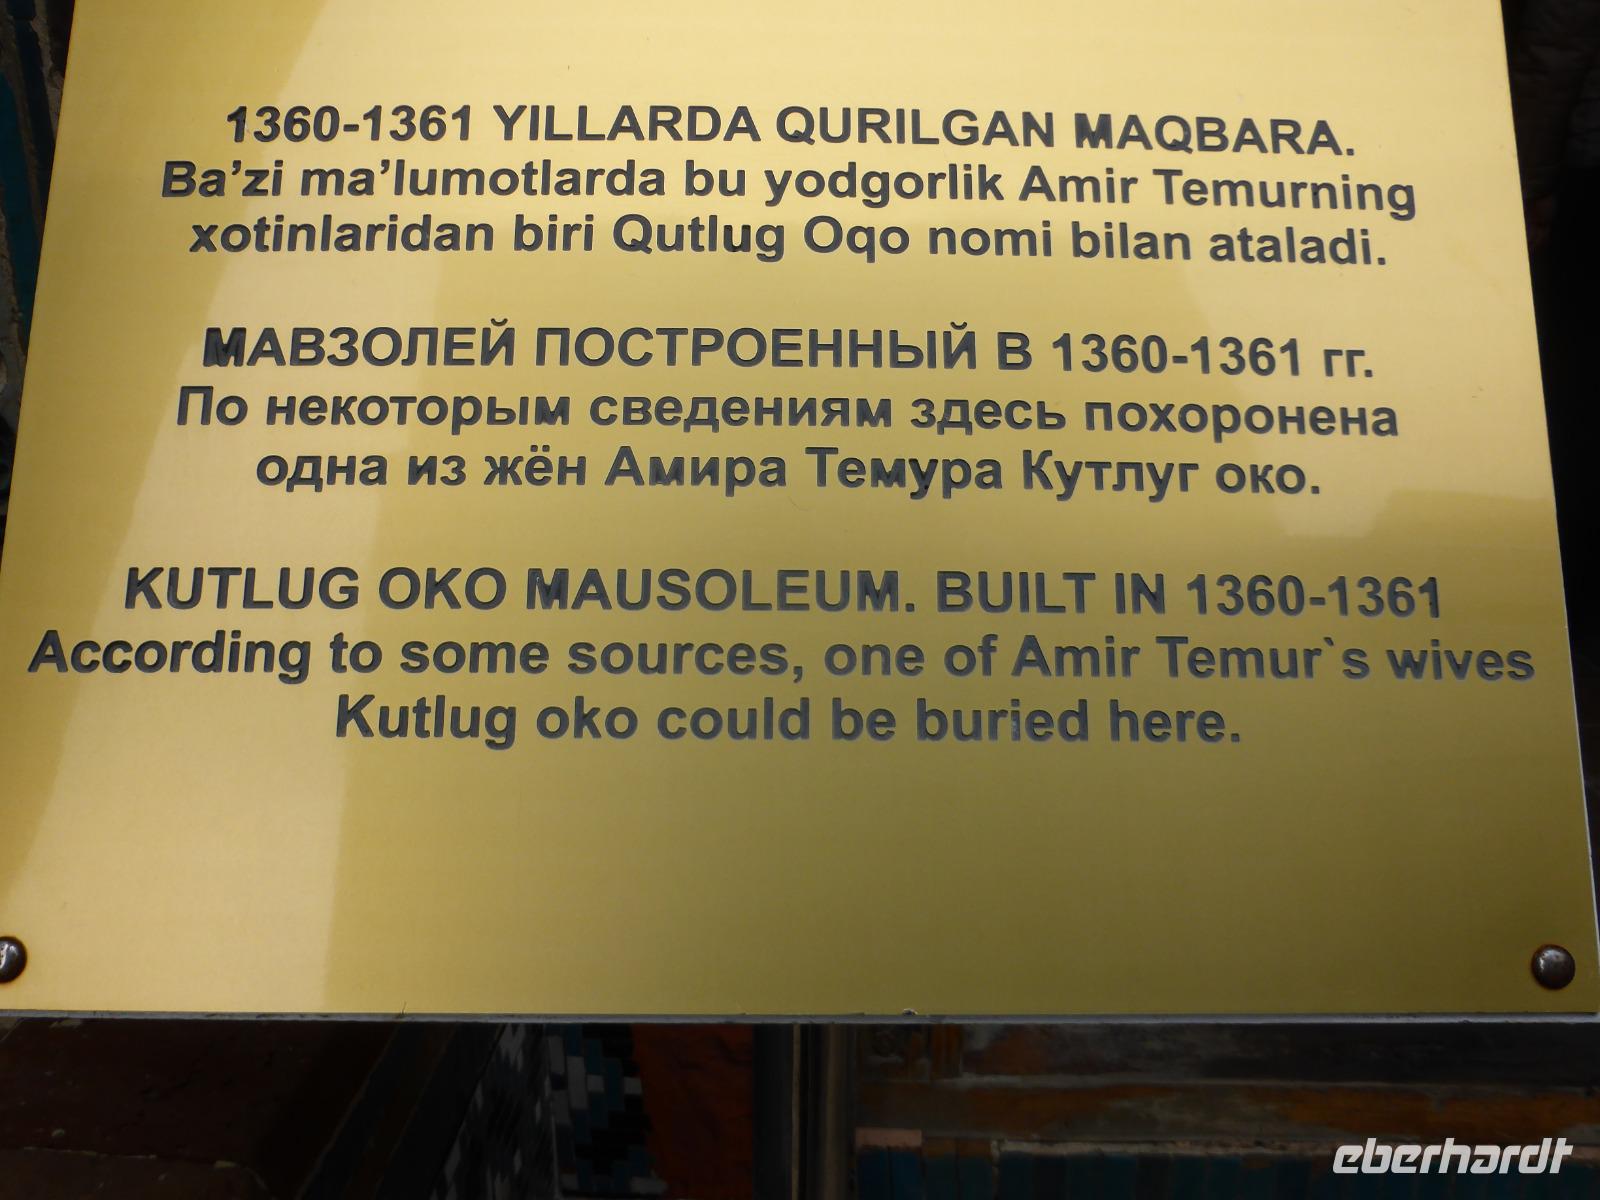 1360-1361 YILLARDA QURILGAN MAQBARA.
Ba’zi ma’lumotlarda bu yodgorlik Amir Temurning
xotinlaridan biri Qutlug Oqo nomi bilan ataladi.
МАВЗОЛЕЙ ПОСТРОЕННЫЙ В 1360-1361 гг.
По некоторым сведениям здесь похоронена
одна из жён Амира Темура Кутлуг око.
KUTLUG OKO MAUSOLEUM. BUILT IN 1360-1361
According to some sources, one of Amir Temur`s wives
Kutlug oko could be buried here.
eberhardt